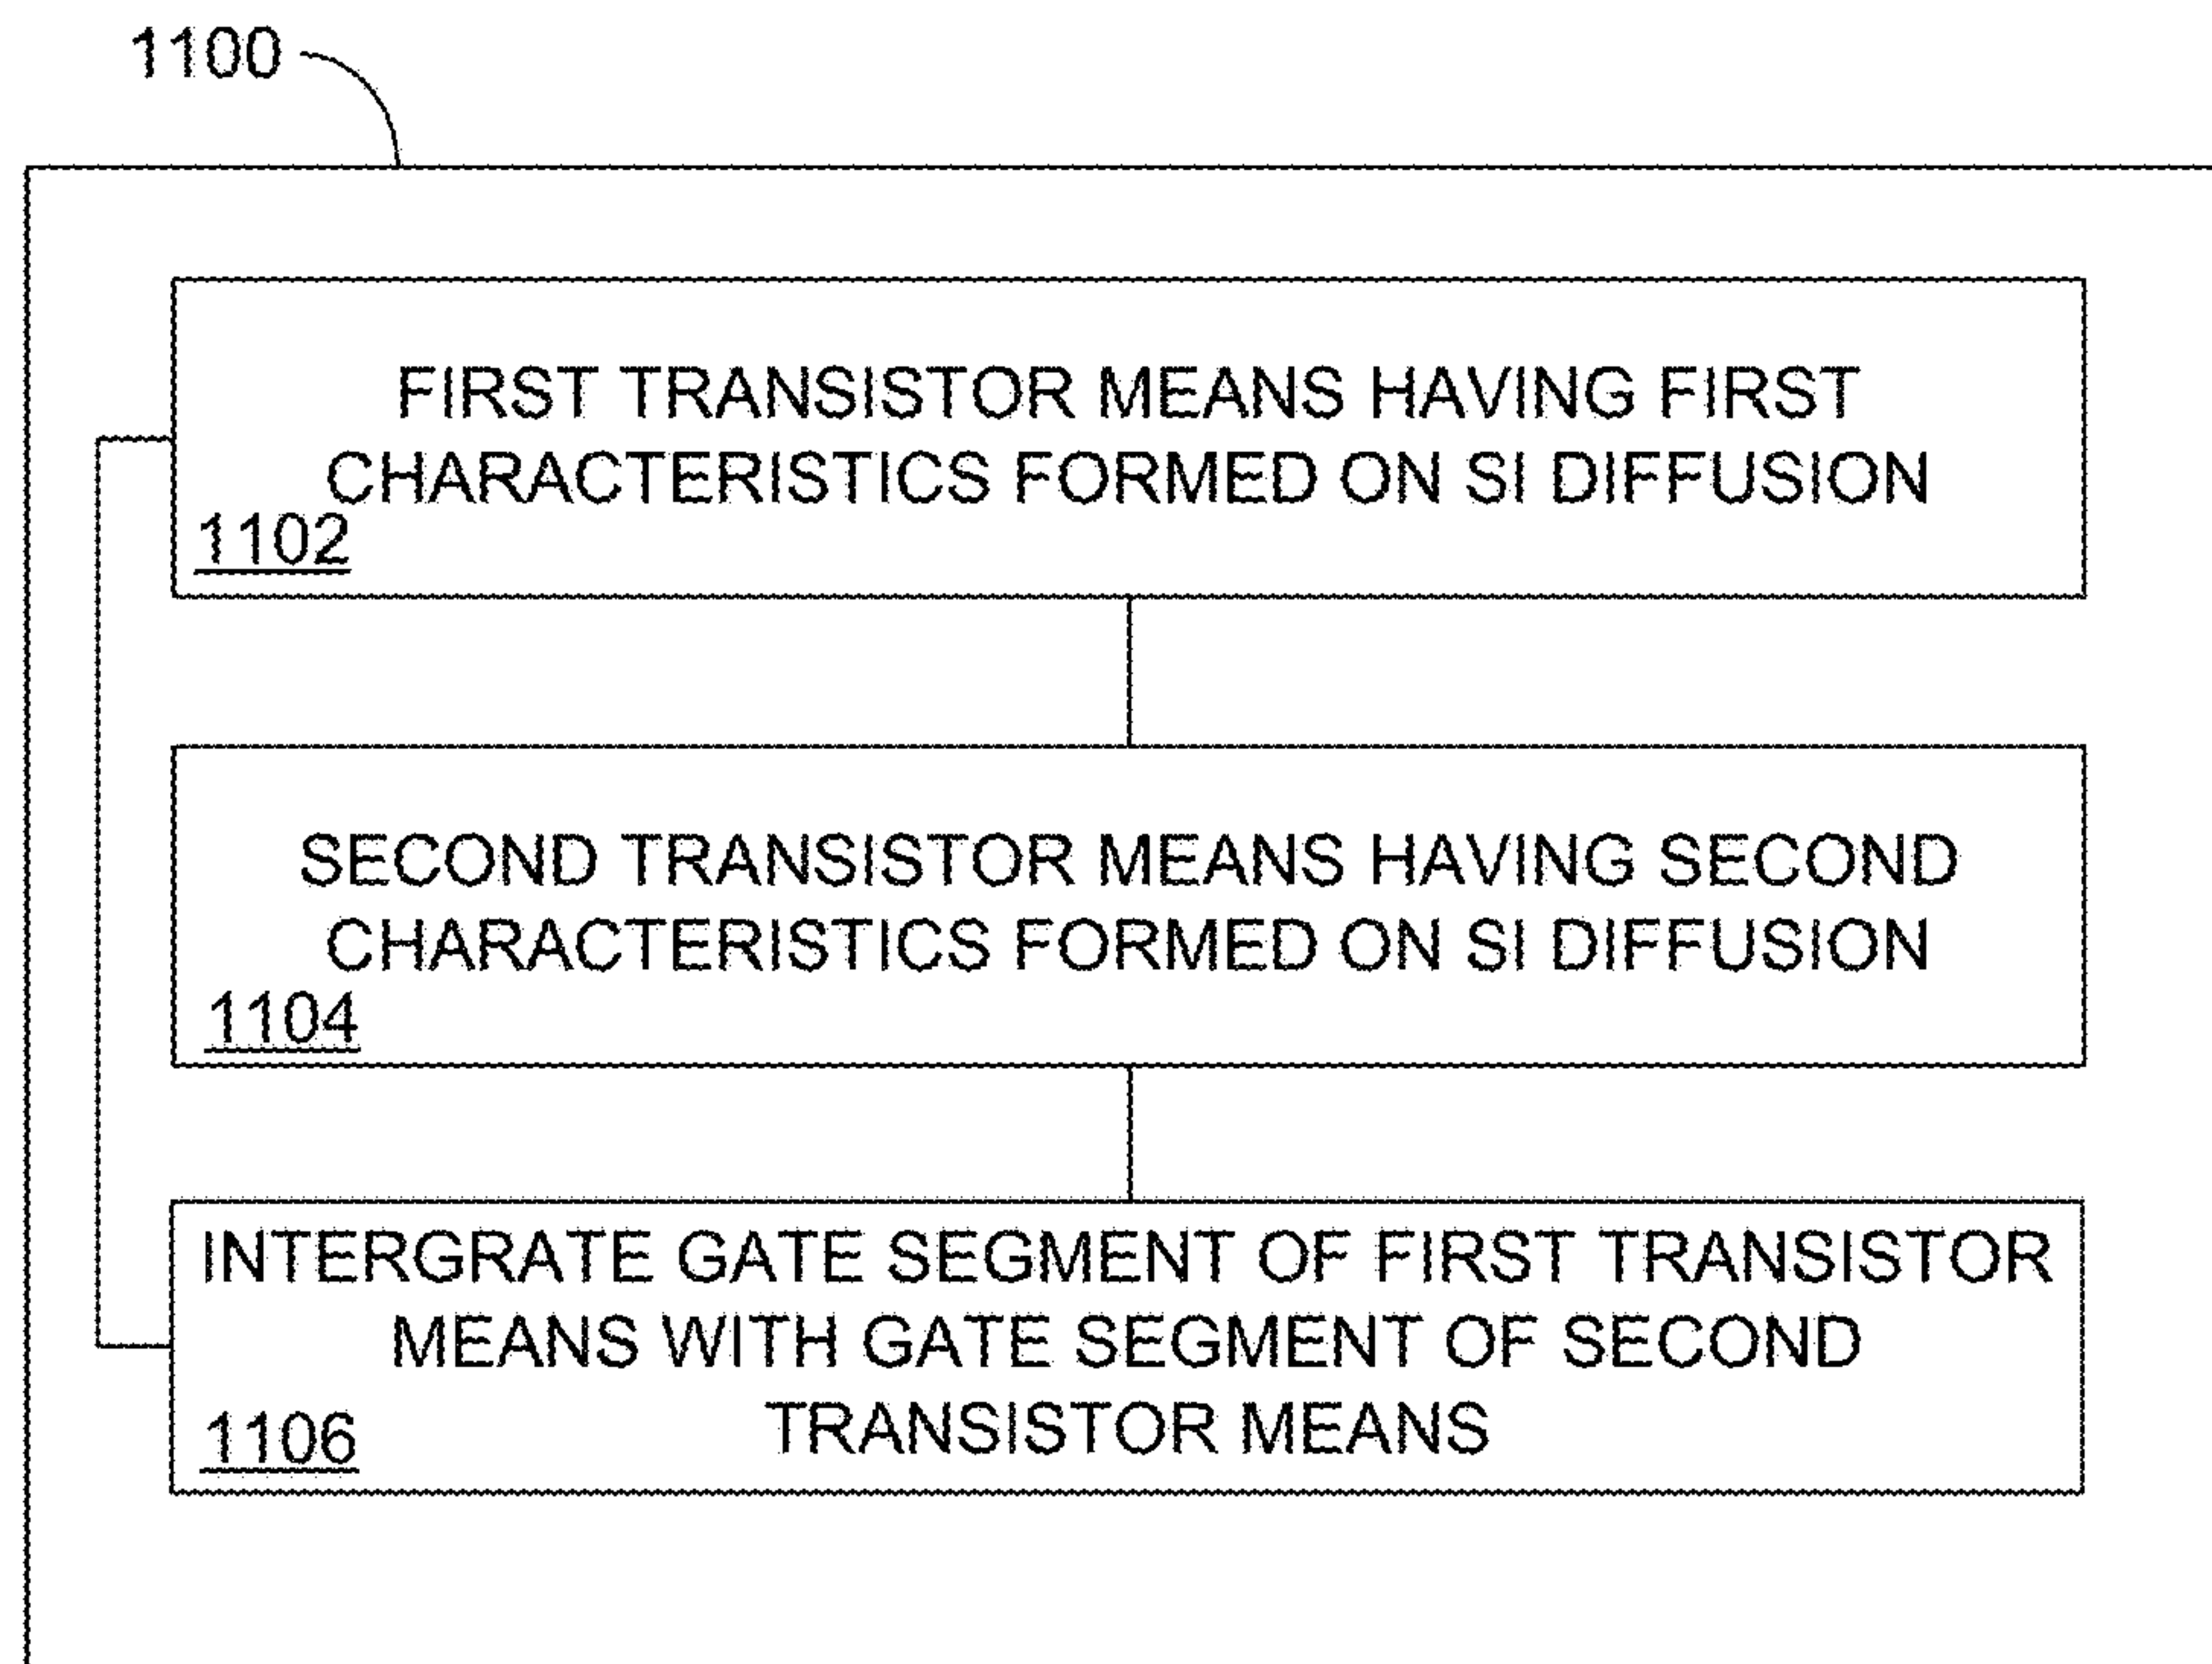 1100
FIRST TRANSISTOR MEANS HAVING FIRST
CHARACTERISTICS FORMED ON SI DIFFUSION
1102
SECOND TRANSISTOR MEANS HAVING SECOND
CHARACTERISTICS FORMED ON SI DIFFUSION
1104
INTERGRATE GATE SEGMENT OF FIRST TRANSISTOR
MEANS WITH GATE SEGMENT OF SECOND
TRANSISTOR MEANS
1106